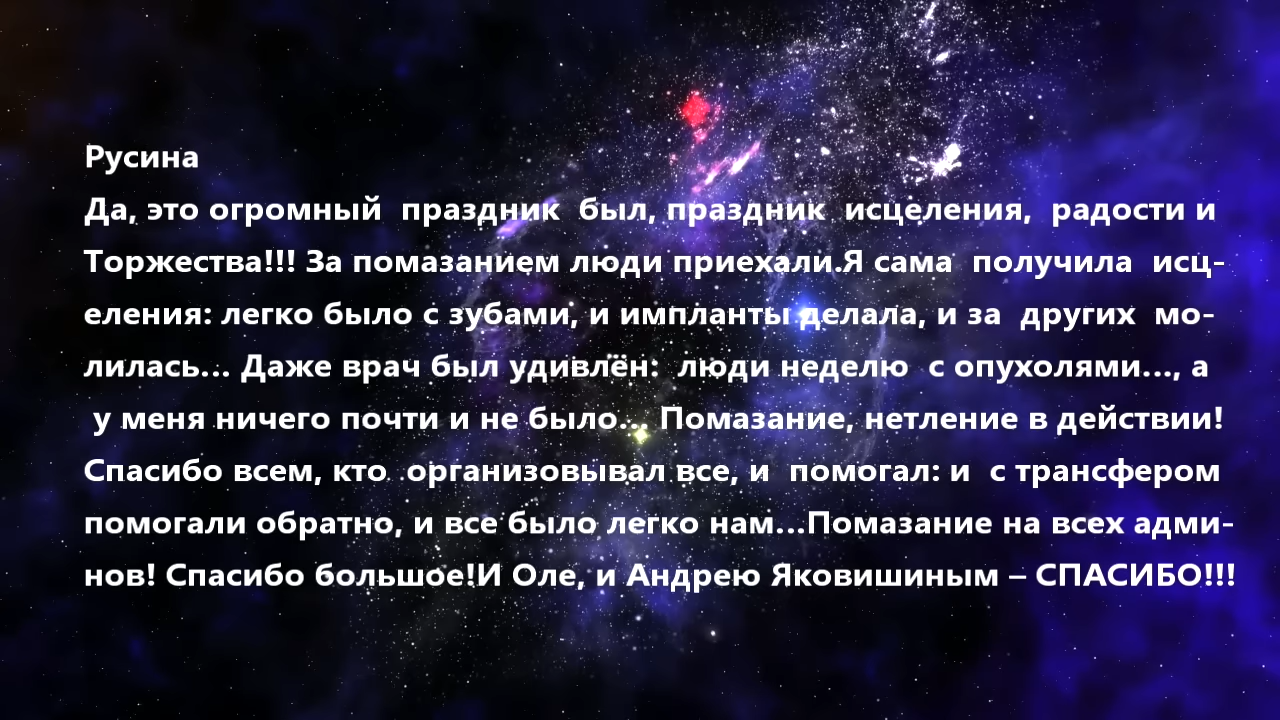 Русина
Да, это огромный праздник был, праздник исцеления, радости и
Торжества!!! За помазанием люди приехали.Я сама получила исц-
еления: легко было с зубами, и импланты делала, и за других мо-
лилась... Даже врач был удивлён: люди неделю с опухолями..., а
у меня ничего почти и не было... Помазание, нетление в действии!
Спасибо всем, кто организовывал все, и помогал: и с трансфером
помогали обратно, и все было легко нам...Помазание на всех адми-
нов! Спасибо большое!И Оле, и Андрею Яковишиным – СПАСИБО!!!